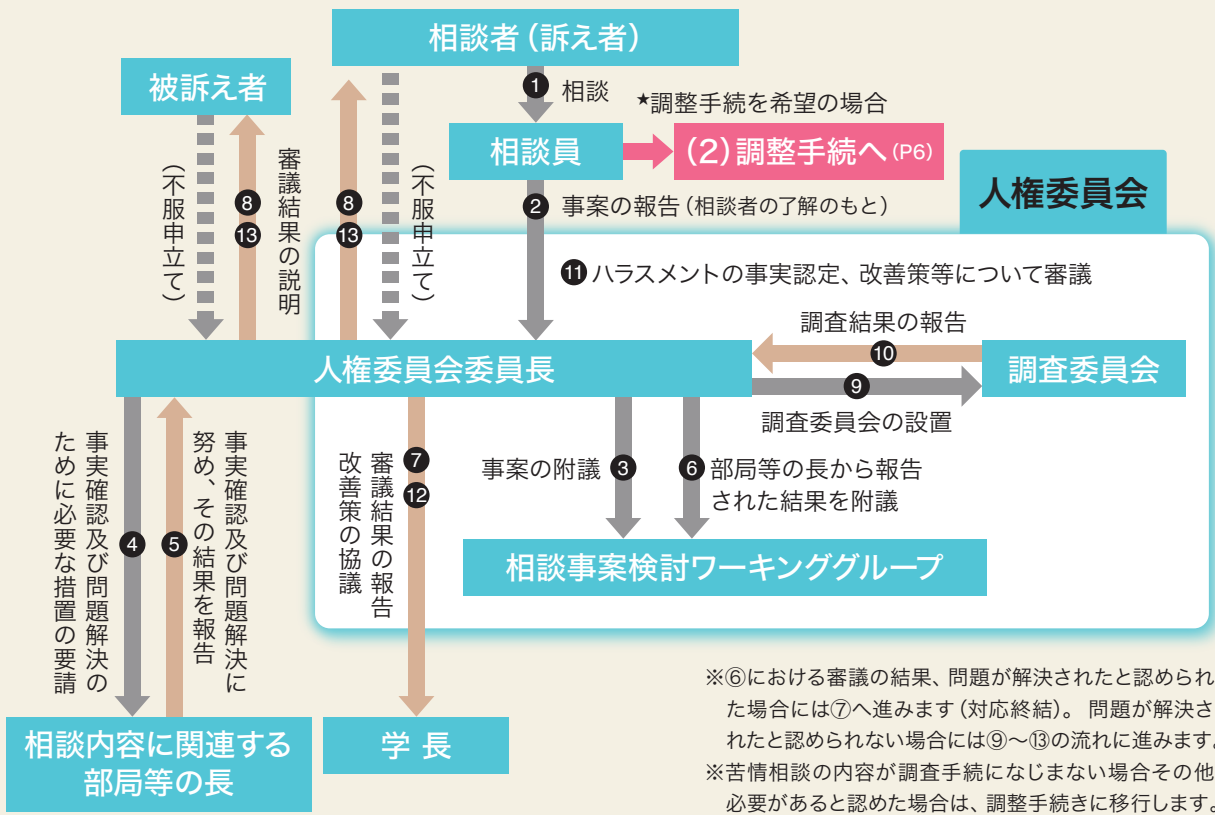 相談者（訴え者）
被訴え者
❶ 相談
★調整手続を希望の場合
相談員
(2)調整手続へ(P6)
人権委員会
❷ 事案の報告（相談者の了解のもと）
（不服申立て）
❽
⓭
審議結果の説明
❽
⓭
（不服申立て）
⓫ハラスメントの事実認定、改善策等について審議
調査結果の報告
❿
人権委員会委員長
調査委員会
❾
調査委員会の設置
事実確認及び問題解決の
ために必要な措置の要請
❹
❺
事実確認及び問題解決に
努め、その結果を報告
審議結果の報告
改善策の協議
❼
⓬
事案の附議 ❸
❻ 部局等の長から報告
された結果を附議
相談事案検討ワーキンググループ
相談内容に関連する
部局等の長
学 長
※⑥における審議の結果、問題が解決されたと認められ
た場合には⑦へ進みます（対応終結）。 問題が解決さ
れたと認められない場合には⑨〜⑬の流れに進みます。
※苦情相談の内容が調査手続になじまない場合その他
必要があると認めた場合は、調整手続きに移行します。